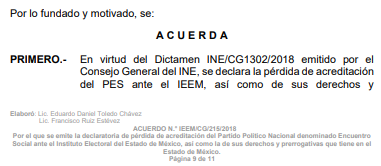 Por lo fundado y motivado, se:
A C U E R D A
PRIMERO.- En virtud del Dictamen INE/CG1302/2018 emitido por el
Consejo General del INE, se declara la pérdida de acreditación
del PES ante el IEEM, así como de sus derechos y
Elaboró: Lic. Eduardo Daniel Toledo Chávez
Lic. Francisco Ruiz Estévez
ACUERDO N.° IEEM/CG/215/2018
Por el que se emite la declaratoria de pérdida de acreditación del Partido Político Nacional denominado Encuentro
Social ante el Instituto Electoral del Estado de México, así como la de sus derechos y prerrogativas que tiene en el
Estado de México.
Página 9 de 11